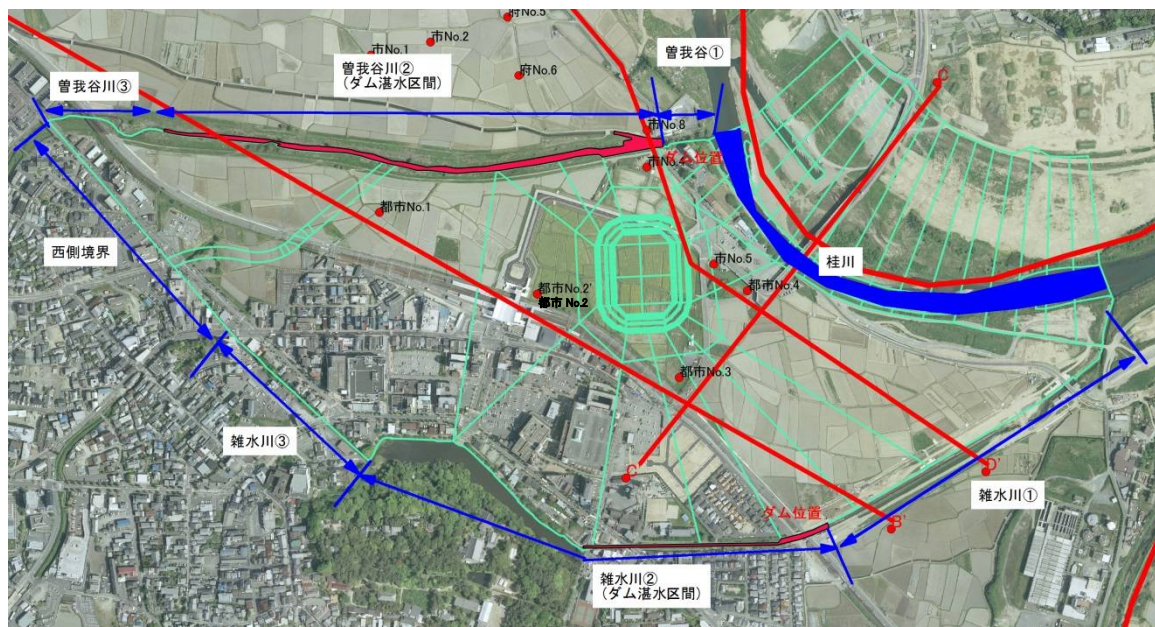 府No.5
市No.2
市No.1
曽我谷①
曽我谷川②
(ダム湛水区間)
府No.6
曽我谷川③
C'
市No.8
市No.4
ダム位置
都市No.1
西側境界
市No.5
桂川
都市No.2'
都市 No.2
都市No.4
都市No.3
雑水川③
C
D'
雑水川①
ダム位置
B'
雑水川②
(ダム湛水区間)